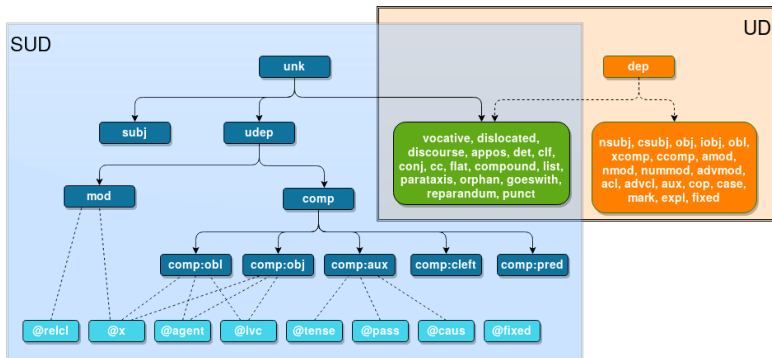 SUD
UD
unk
dep
subj
udep
vocative, dislocated,
discourse, appos, det, clf,
conj, cc, flat, compound, list,
parataxis, orphan, goeswith,
reparandum, punct
nsubj, csubj, obj, iobj, obl,
xcomp, ccomp, amod,
nmod, nummod, advmod,
acl, advcl, aux, cop, case,
mark, expl, fixed
mod
comp
comp:obl
comp:obj
comp:aux
comp:cleft
comp:pred
@relcl
@x
@agent
@lvc
@tense
@pass
@caus
@fixed